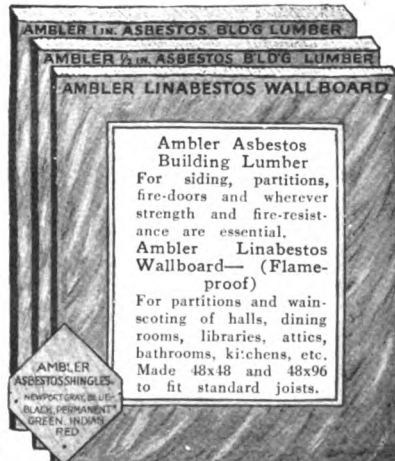 AMBLER 1 IN. ASBESTOS BLD'G LUMBER
AMBLER 1/2 IN. ASBESTOS B'LD'G LUMBER
AMBLER LINABESTOS WALLBOARD
Ambler Asbestos
Building Lumber
For siding, partitions,
fire-doors and wherever
strength and fire-resist-
ance are essential.
Ambler Linabestos
Wallboard— (Flame-
proof)
For partitions and wain-
scoting of halls, dining
rooms, libraries, attics,
bathrooms, kitchens, etc.
Made 48x48 and 48x96
to fit standard joists.
AMBLER
ASBESTOS SHINGLES
NEWPORT GRAY, BLUE-
BLACK, PERMANENT
GREEN, INDIAN
RED